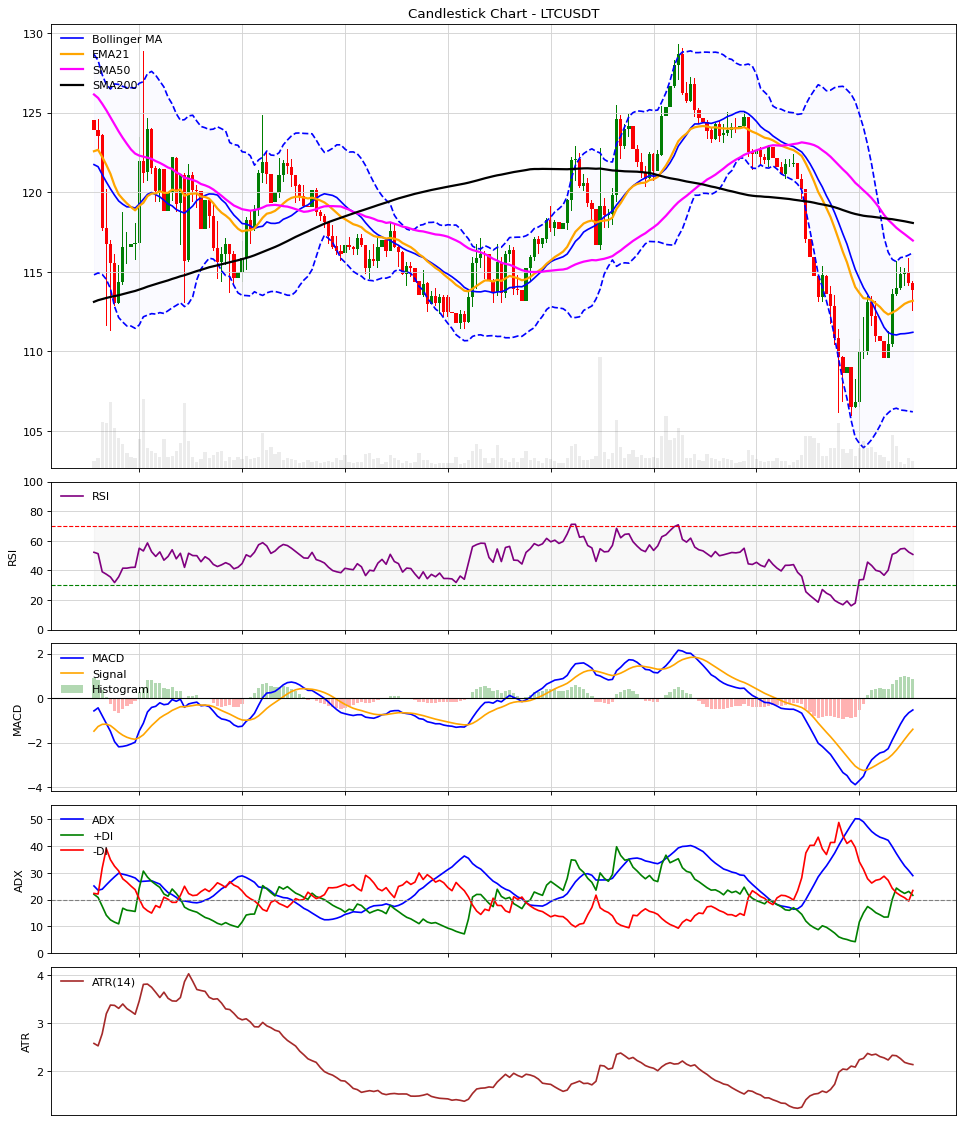 Candlestick Chart - LTCUSDT
Bollinger MA
EMA21
SMA50
SMA200
130
125
120
115
110
105
RSI
100
80
60
40
20
0
RSI
MACD
Signal
Histogram
2
0
−2
−4
MACD
ADX
+DI
-DI
50
40
30
20
10
0
ADX
ATR(14)
4
3
2
ATR